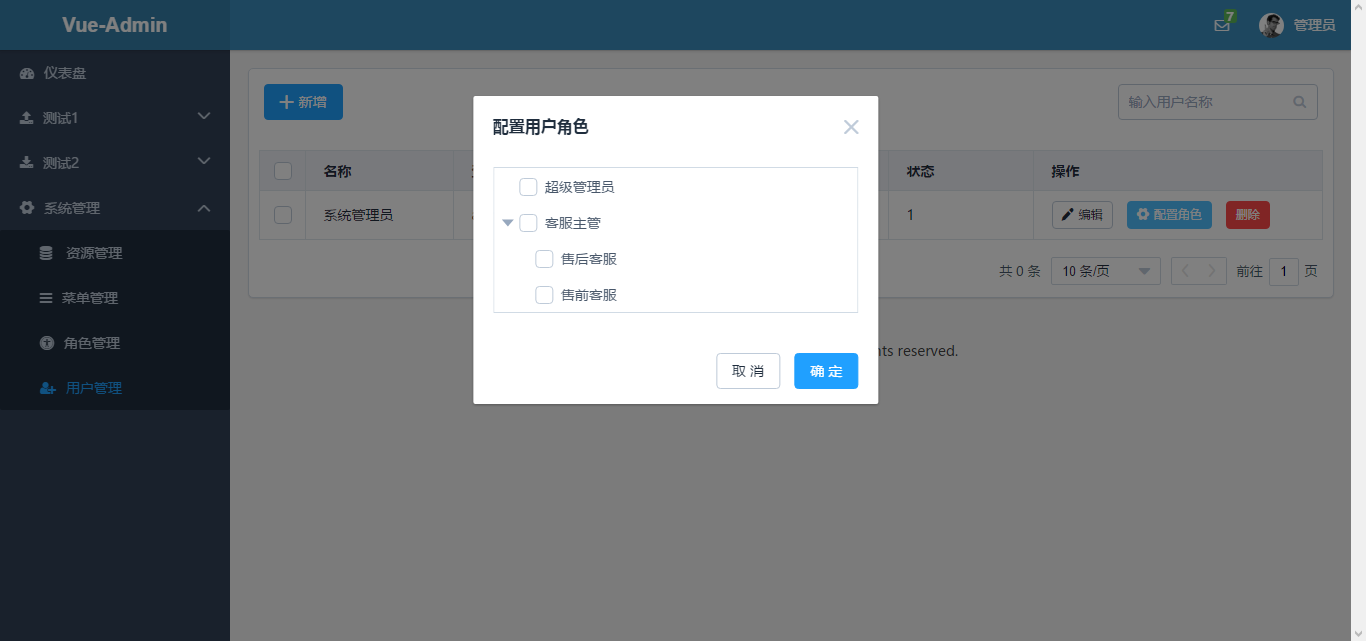 Vue-Admin
7
管理员
仪表盘
测试1
测试2
系统管理
资源管理
菜单管理
角色管理
用户管理
新增
输入用户名称
名称
状态
操作
系统管理员
1
编辑
配置角色
删除
共 0 条
10 条/页
前往
1
页
reserved.
配置用户角色
超级管理员
客服主管
售后客服
售前客服
取 消
确 定